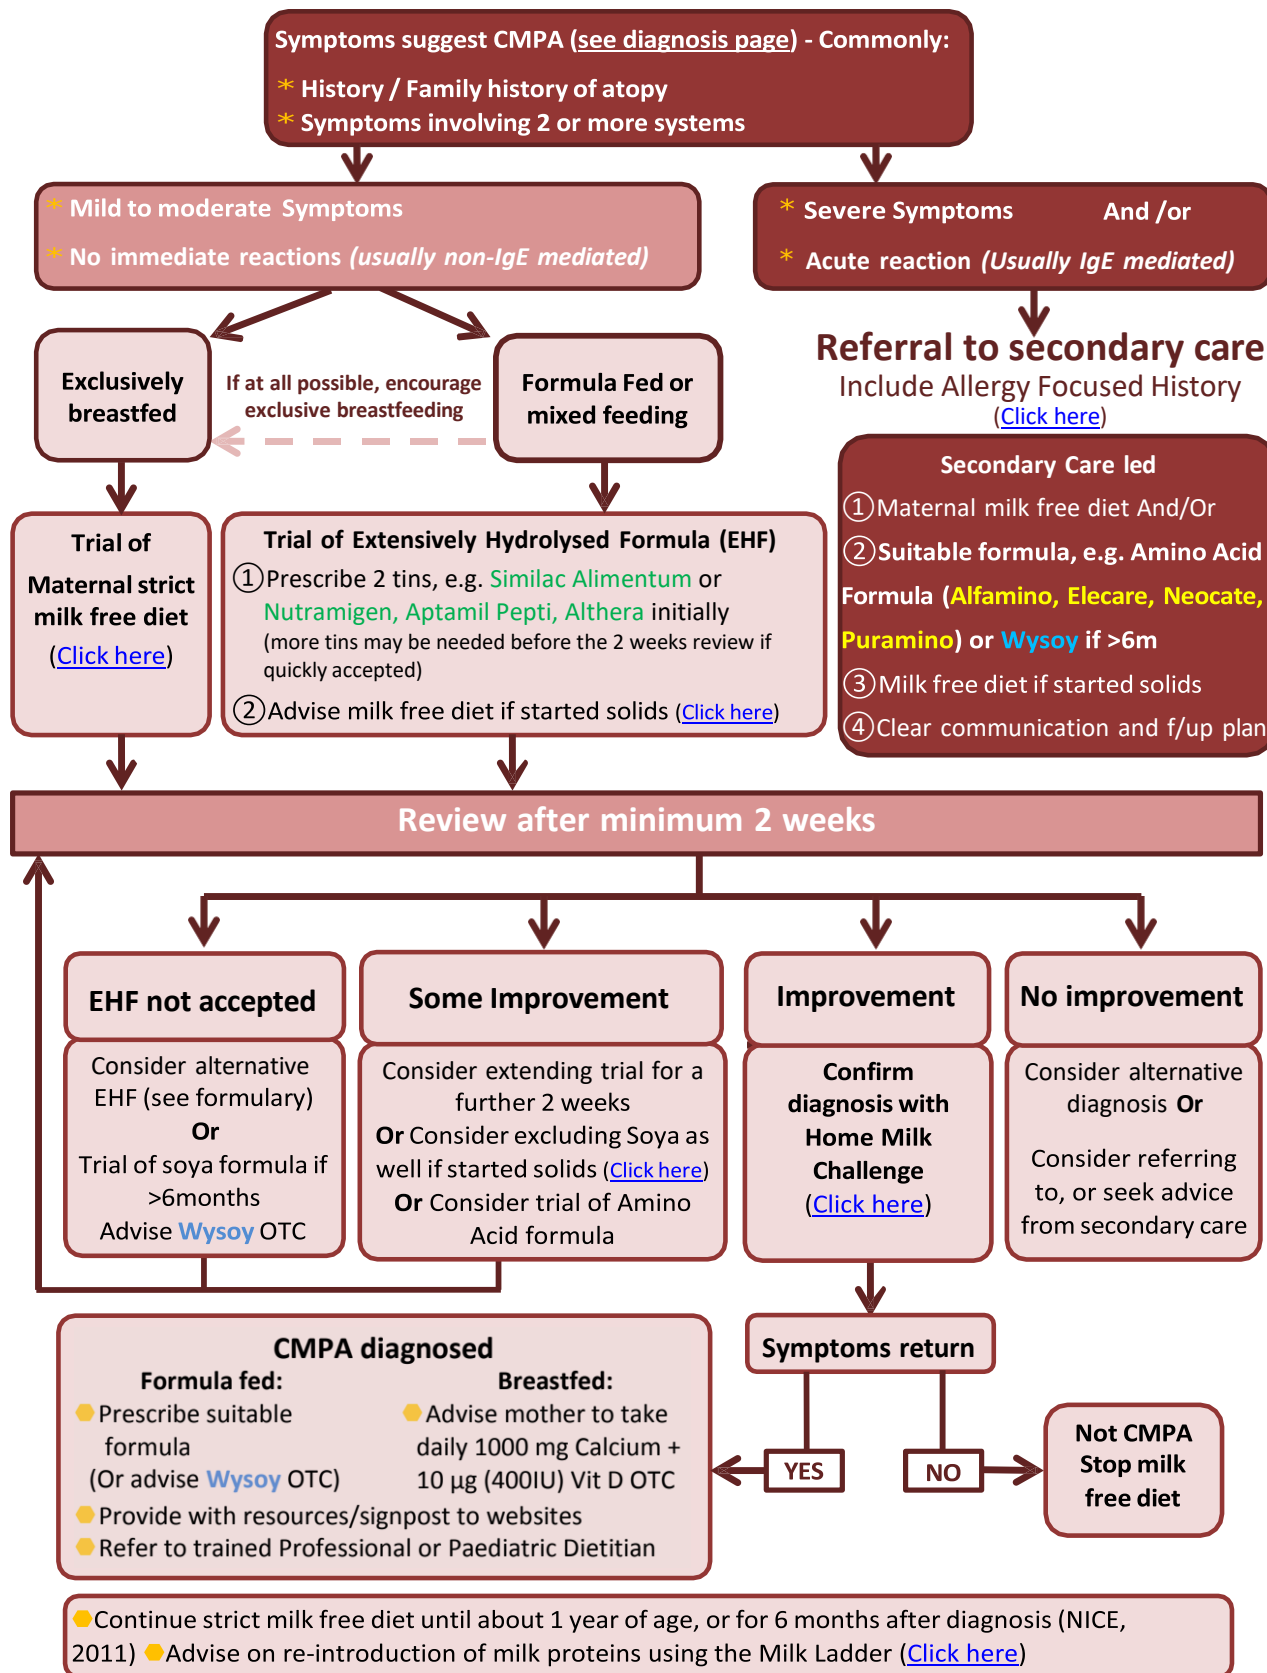 Symptoms suggest CMPA (see diagnosis page) - Commonly:
* History / Family history of atopy
* Symptoms involving 2 or more systems
* Mild to moderate Symptoms
* No immediate reactions (usually non-IgE mediated)
* Severe Symptoms And /or
* Acute reaction (Usually IgE mediated)
Exclusively
breastfed
If at all possible, encourage
exclusive breastfeeding
Formula Fed or
mixed feeding
Referral to secondary care
Include Allergy Focused History
(Click here)
Trial of
Maternal strict
milk free diet
(Click here)
Trial of Extensively Hydrolysed Formula (EHF)
① Prescribe 2 tins, e.g. Similac Alimentum or
Nutramigen, Aptamil Pepti, Althera initially
(more tins may be needed before the 2 weeks review if
quickly accepted)
② Advise milk free diet if started solids (Click here)
Secondary Care led
① Maternal milk free diet And/Or
② Suitable formula, e.g. Amino Acid
Formula (Alfamino, Elecare, Neocate,
Puramino) or Wysoy if >6m
③ Milk free diet if started solids
④ Clear communication and f/up plan
Review after minimum 2 weeks
EHF not accepted
Consider alternative
EHF (see formulary)
Or
Trial of soya formula if
>6months
Advise Wysoy OTC
Some Improvement
Consider extending trial for a
further 2 weeks
Or Consider excluding Soya as
well if started solids (Click here)
Or Consider trial of Amino
Acid formula
Improvement
Confirm
diagnosis with
Home Milk
Challenge
(Click here)
No improvement
Consider alternative
diagnosis Or
Consider referring
to, or seek advice
from secondary care
Symptoms return
YES
NO
Not CMPA
Stop milk
free diet
CMPA diagnosed
Formula fed:
Prescribe suitable
formula
(Or advise Wysoy OTC)
Breastfed:
Advise mother to take
daily 1000 mg Calcium +
10 µg (400IU) Vit D OTC
Provide with resources/signpost to websites
Refer to trained Professional or Paediatric Dietitian
Continue strict milk free diet until about 1 year of age, or for 6 months after diagnosis (NICE,
2011) Advise on re-introduction of milk proteins using the Milk Ladder (Click here)